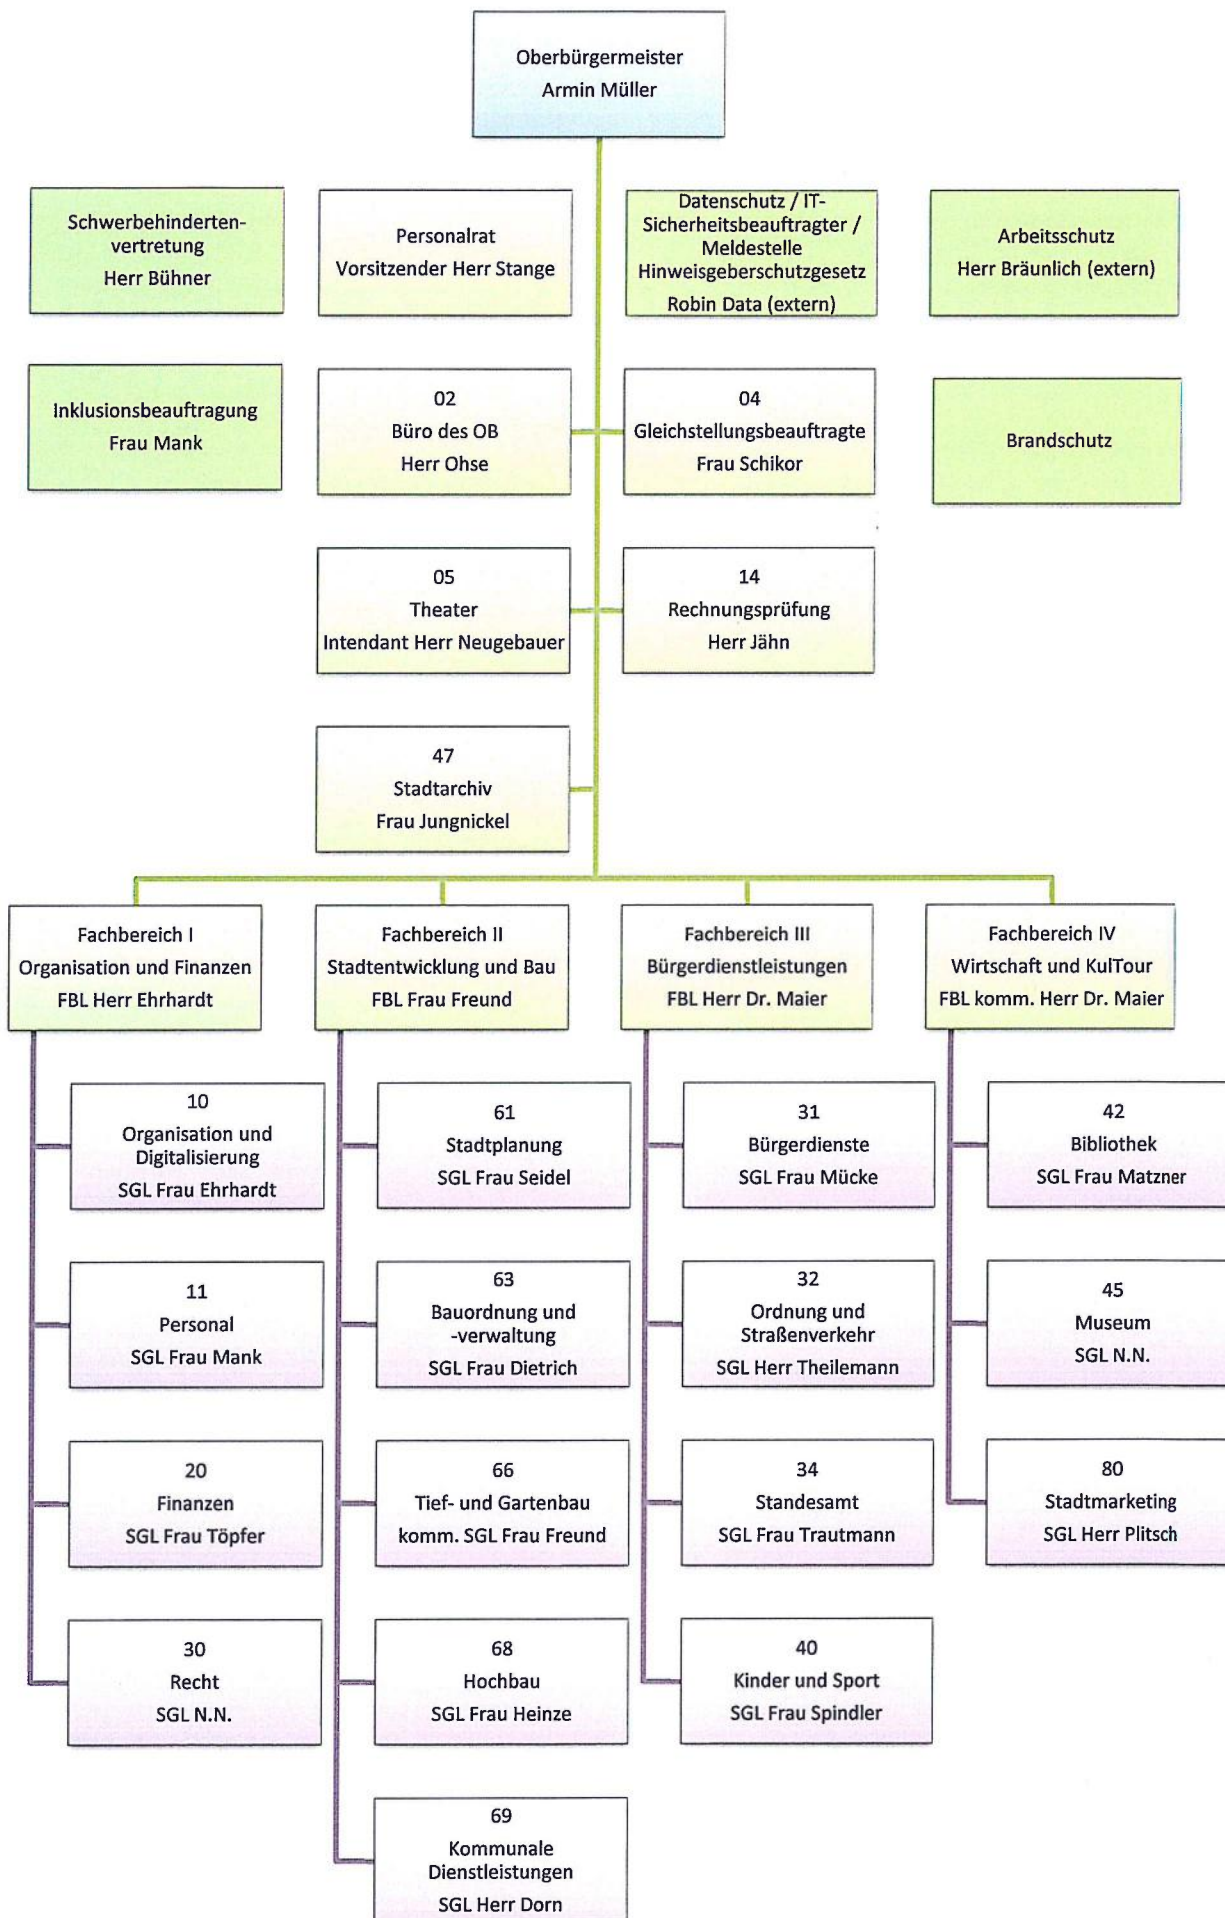 Oberbürgermeister
Armin Müller
Schwerbehinderten-
vertretung
Herr Bühner
Personalrat
Vorsitzender Herr Stange
Datenschutz / IT-
Sicherheitsbeauftragter /
Meldestelle
Hinweisgeberschutzgesetz
Robin Data (extern)
Arbeitsschutz
Herr Bräunlich (extern)
Inklusionsbeauftragung
Frau Mank
02
Büro des OB
Herr Ohse
04
Gleichstellungsbeauftragte
Frau Schikor
Brandschutz
05
Theater
Intendant Herr Neugebauer
14
Rechnungsprüfung
Herr Jähn
47
Stadtarchiv
Frau Jungnickel
Fachbereich I
Organisation und Finanzen
FBL Herr Ehrhardt
Fachbereich II
Stadtentwicklung und Bau
FBL Frau Freund
Fachbereich III
Bürgerdienstleistungen
FBL Herr Dr. Maier
Fachbereich IV
Wirtschaft und KulTour
FBL komm. Herr Dr. Maier
10
Organisation und
Digitalisierung
SGL Frau Ehrhardt
11
Personal
SGL Frau Mank
20
Finanzen
SGL Frau Töpfer
30
Recht
SGL N.N.
61
Stadtplanung
SGL Frau Seidel
63
Bauordnung und
-verwaltung
SGL Frau Dietrich
66
Tief- und Gartenbau
komm. SGL Frau Freund
68
Hochbau
SGL Frau Heinze
69
Kommunale
Dienstleistungen
SGL Herr Dorn
31
Bürgerdienste
SGL Frau Mücke
32
Ordnung und
Straßenverkehr
SGL Herr Theilemann
34
Standesamt
SGL Frau Trautmann
40
Kinder und Sport
SGL Frau Spindler
42
Bibliothek
SGL Frau Matzner
45
Museum
SGL N.N.
80
Stadtmarketing
SGL Herr Plitsch